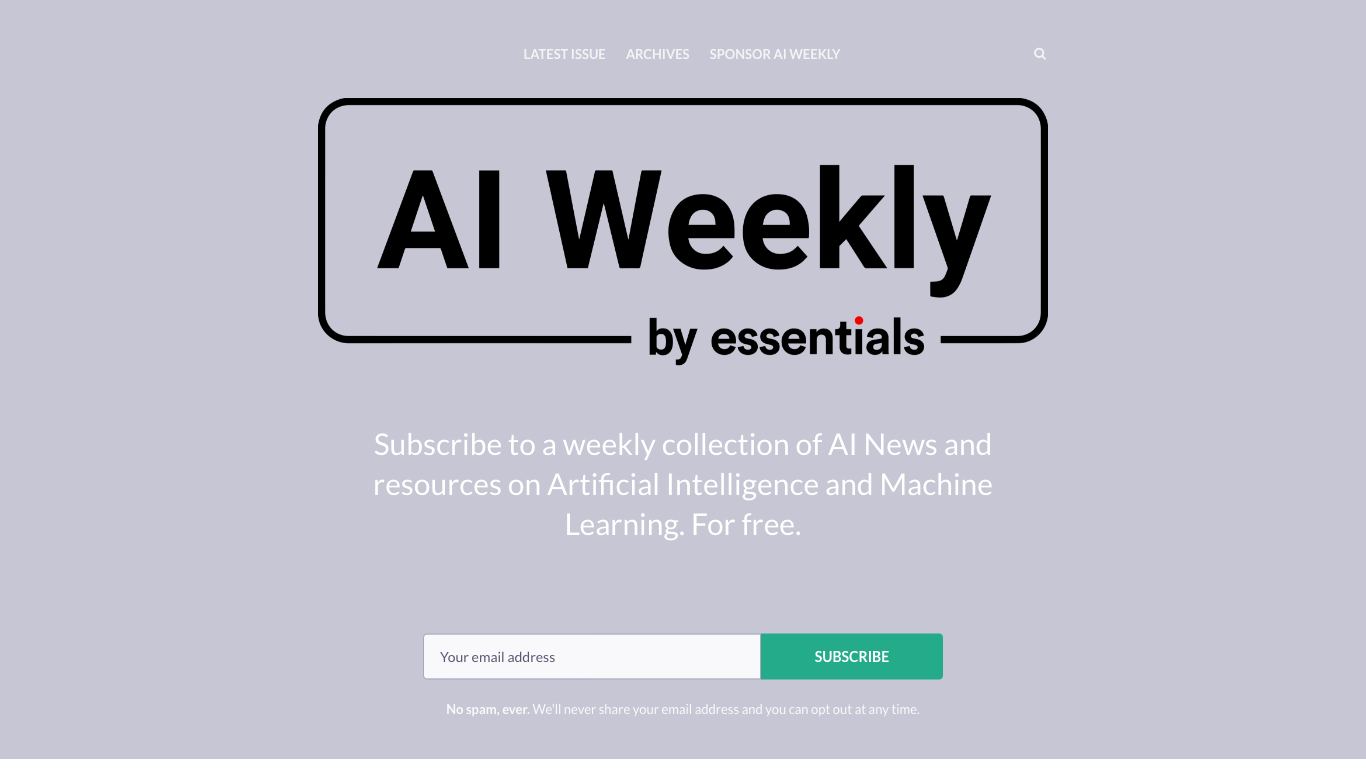 LATEST ISSUE ARCHIVES SPONSOR AI WEEKLY
AI Weekly
by essentials
Subscribe to a weekly collection of AI News and
resources on Artificial Intelligence and Machine
Learning. For free.
Your email address SUBSCRIBE
No spam, ever. We'll never share your email address and you can opt out at any time.